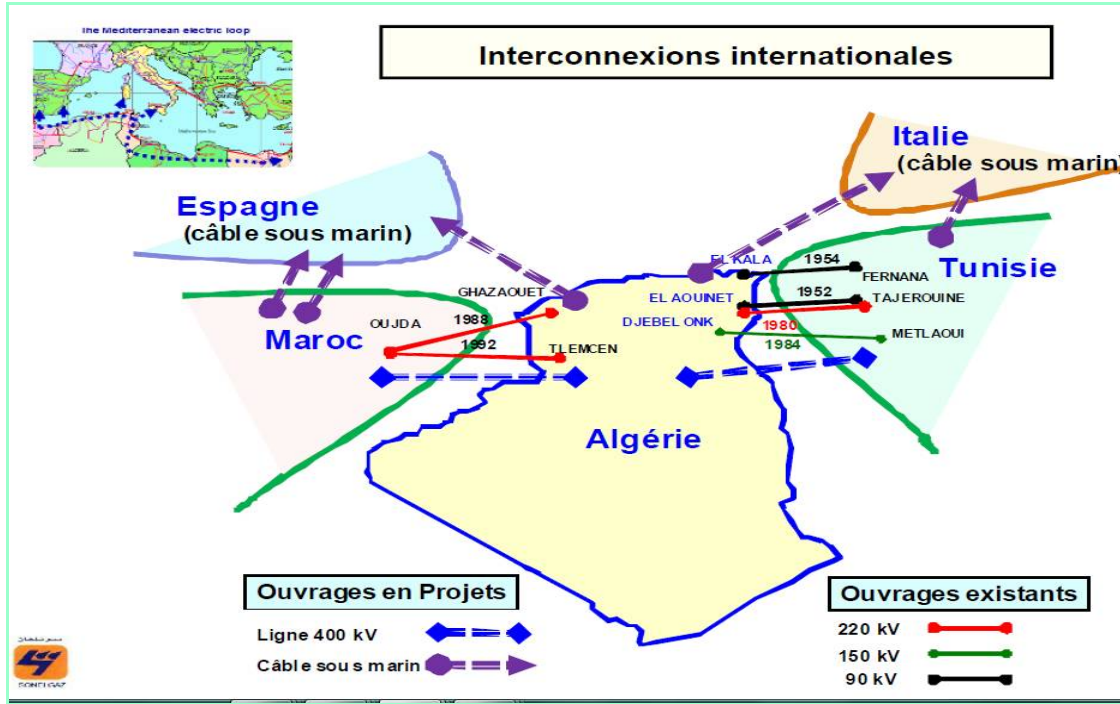 The Mediterranean electric loop
Interconnexions internationales
Italie
(câble sous marin)
Espagne
(câble sous marin)
EL KALA
1954
FERNANA
Tunisie
GHAZAOUET
EL AOUINET
1952
TAJEROUINE
OUJDA
1988
DJEBEL ONK
1980
METLAOUI
Maroc
1992
TLEMCEN
1984
Algérie
Ouvrages en Projets
Ligne 400 kV
Câble sous marin
Ouvrages existants
220 kV
150 kV
90 kV
سونلغاز
SONELGAZ